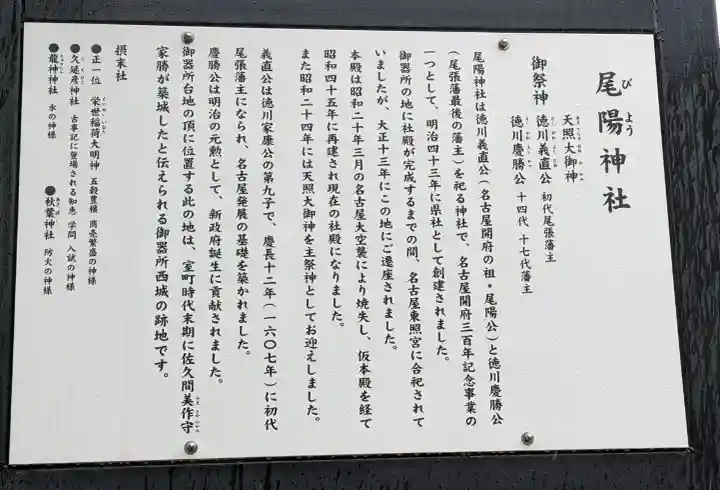 尾陽神社
びよう
御祭神
天照大御神
徳川義直公 初代尾張藩主
徳川慶勝公 十四代 十七代藩主
尾陽神社は徳川義直公（名古屋開府の祖・尾陽公）と徳川慶勝公
（尾張藩最後の藩主）を祀る神社で、名古屋開府三百年記念事業の
一つとして、明治四十三年に県社として創建されました。
御器所の地に社殿が完成するまでの間、名古屋東照宮に合祀されて
いましたが、大正十三年にこの地にご遷座されました。
本殿は昭和二十年三月の名古屋大空襲により焼失し、仮本殿を経て
昭和四十五年に再建され現在の社殿になりました。
また昭和二十四年には天照大御神を主祭神としてお迎えしました。
義直公は徳川家康公の第九子で、慶長十二年（一六〇七年）に初代
尾張藩主になられ、名古屋発展の基礎を築かれました。
慶勝公は明治の元勲として、新政府誕生に貢献されました。
御器所台地の頂に位置する此の地は、室町時代末期に佐久間美作守
家勝が築城したと伝えられる御器所西城の跡地です。
摂末社
●正一位 栄世稲荷大明神 五穀豊穣 商売繁盛の神様
●久延彦神社 古事記に登場される知恵 学問 入試の神様
●龍神神社 水の神様 ●秋葉神社 防火の神様